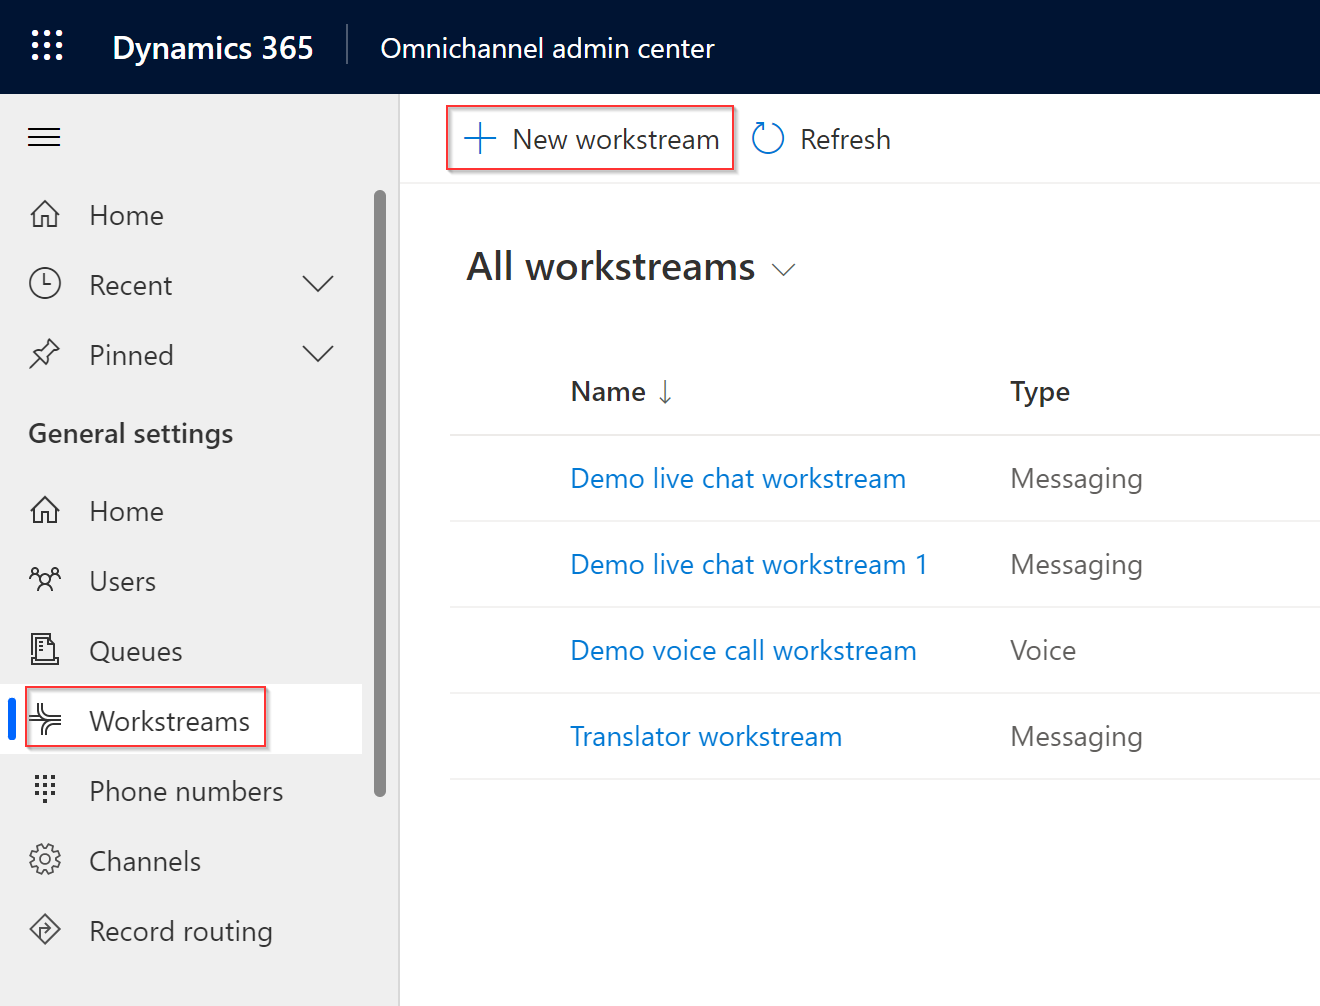 Dynamics 365
Omnichannel admin center
New workstream
Refresh
Home
Recent
Pinned
General settings
Home
Users
Queues
Workstreams
Phone numbers
Channels
Record routing
All workstreams
Name ↓ Type
Demo live chat workstream Messaging
Demo live chat workstream 1 Messaging
Demo voice call workstream Voice
Translator workstream Messaging